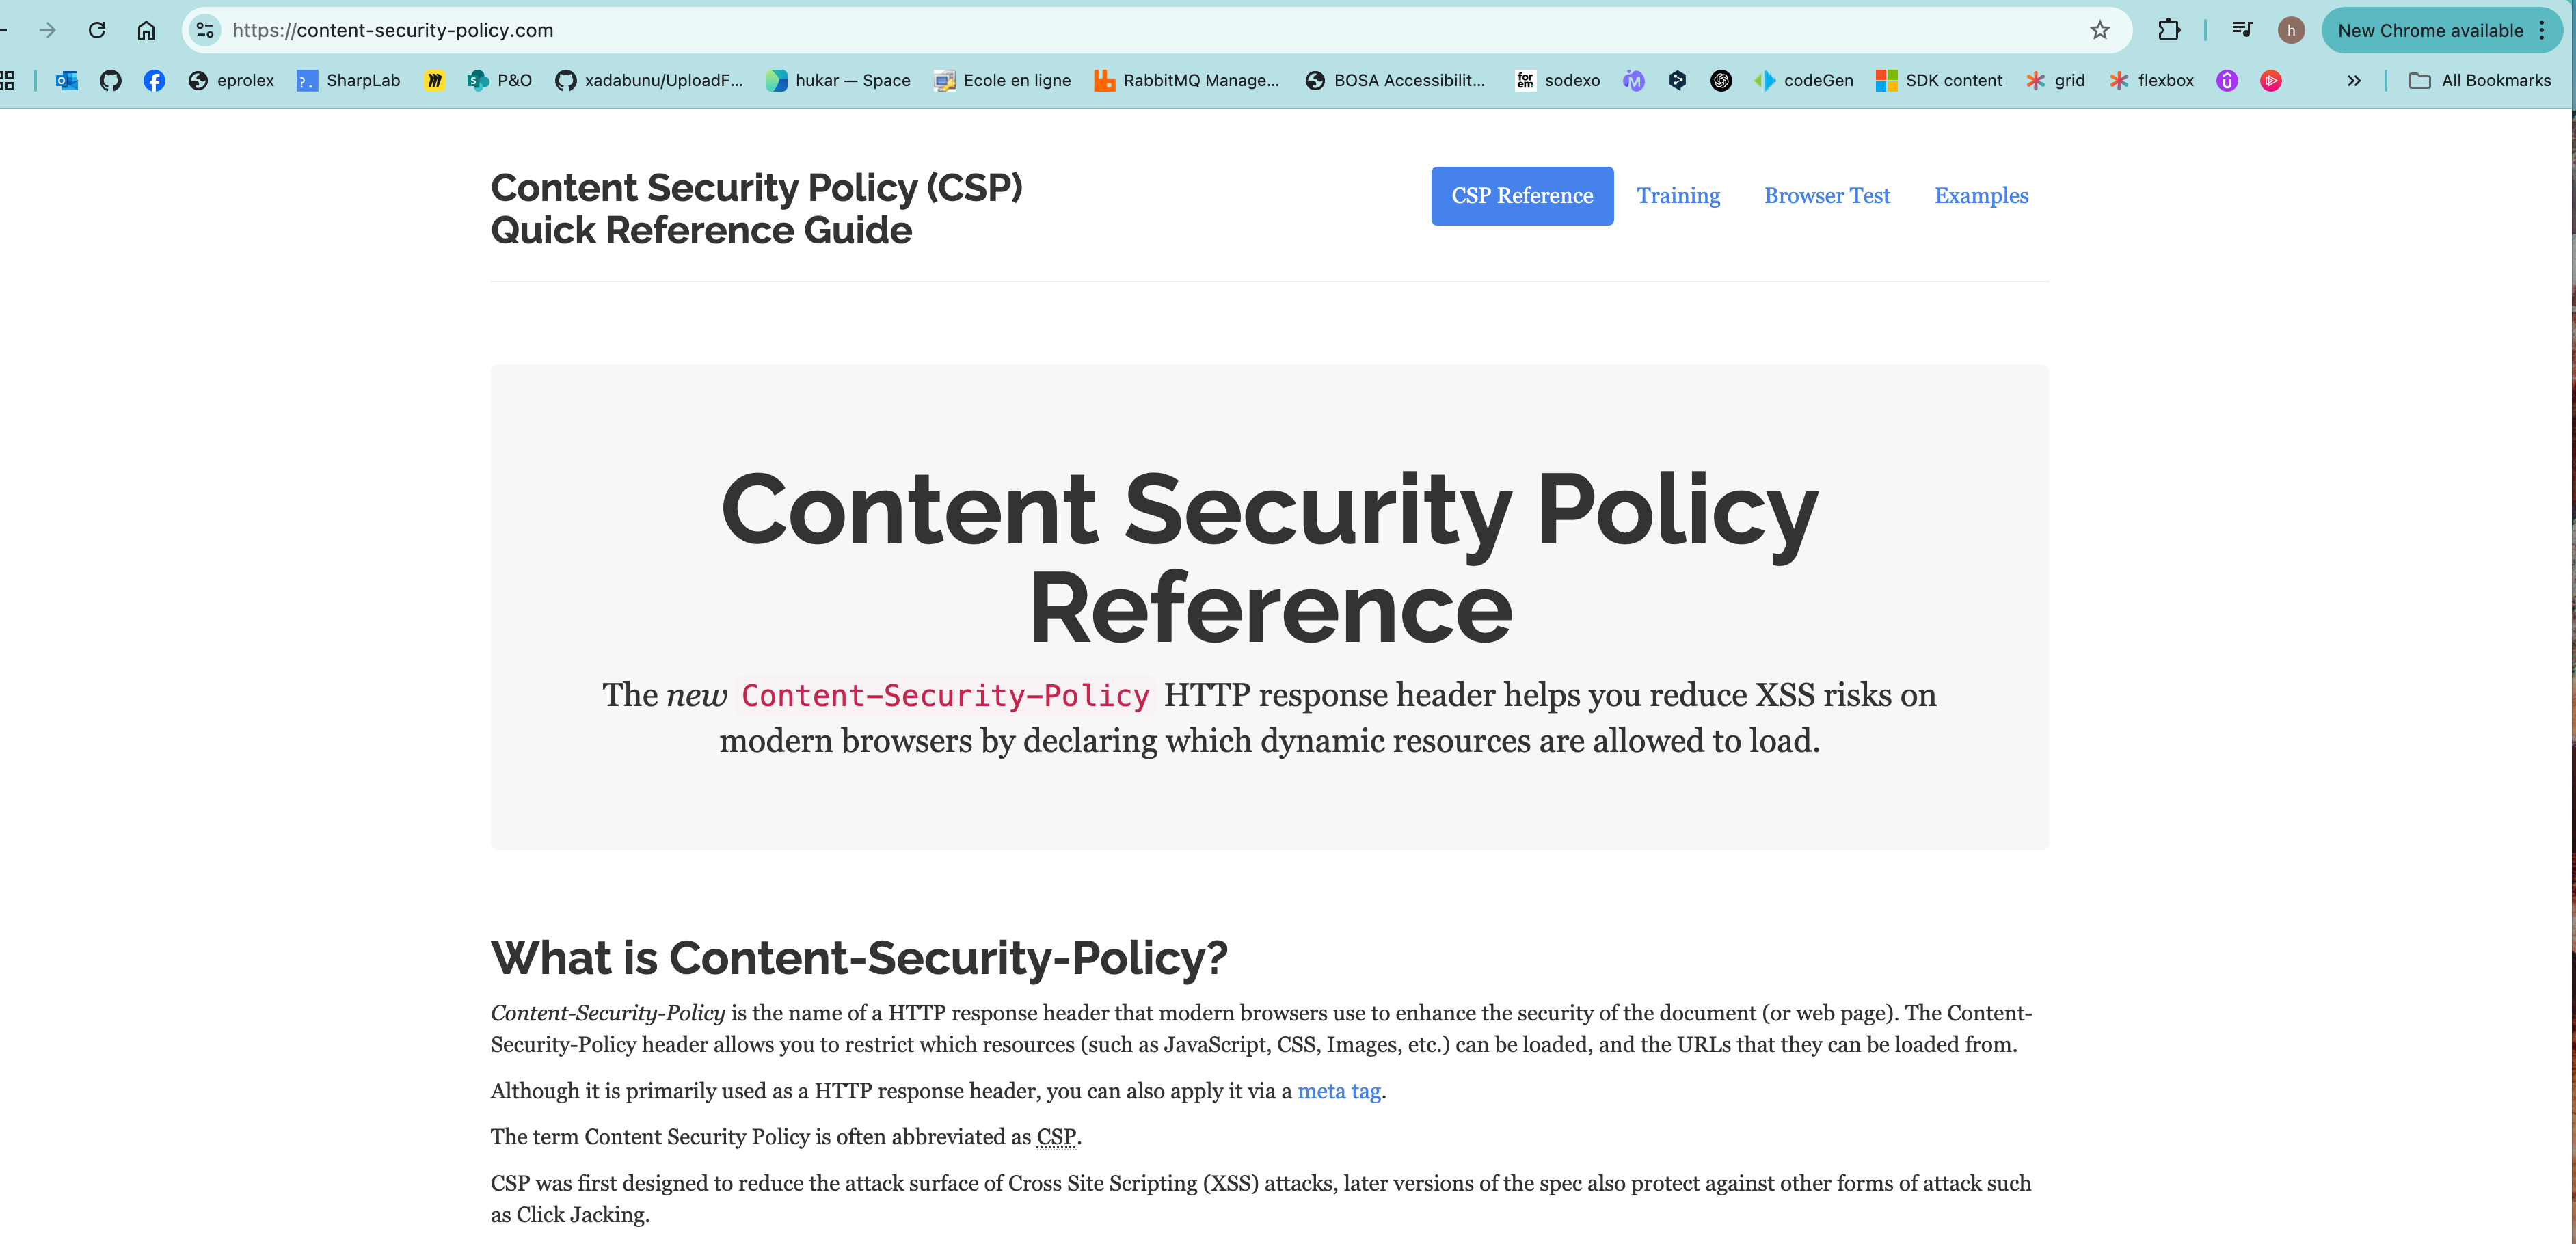 https://content-security-policy.com
h
New Chrome available
eprolex
SharpLab
P&O
xadabunu/UploadF...
hukar — Space
Ecole en ligne
RabbitMQ Manage...
BOSA Accessibilit...
for em!
sodexo
codeGen
SDK content
grid
flexbox
All Bookmarks
Content Security Policy (CSP)
Quick Reference Guide
CSP Reference
Training
Browser Test
Examples
Content Security Policy
Reference
The new Content-Security-Policy HTTP response header helps you reduce XSS risks on
modern browsers by declaring which dynamic resources are allowed to load.
What is Content-Security-Policy?
Content-Security-Policy is the name of a HTTP response header that modern browsers use to enhance the security of the document (or web page). The Content-
Security-Policy header allows you to restrict which resources (such as JavaScript, CSS, Images, etc.) can be loaded, and the URLs that they can be loaded from.
Although it is primarily used as a HTTP response header, you can also apply it via a meta tag.
The term Content Security Policy is often abbreviated as CSP.
CSP was first designed to reduce the attack surface of Cross Site Scripting (XSS) attacks, later versions of the spec also protect against other forms of attack such
as Click Jacking.